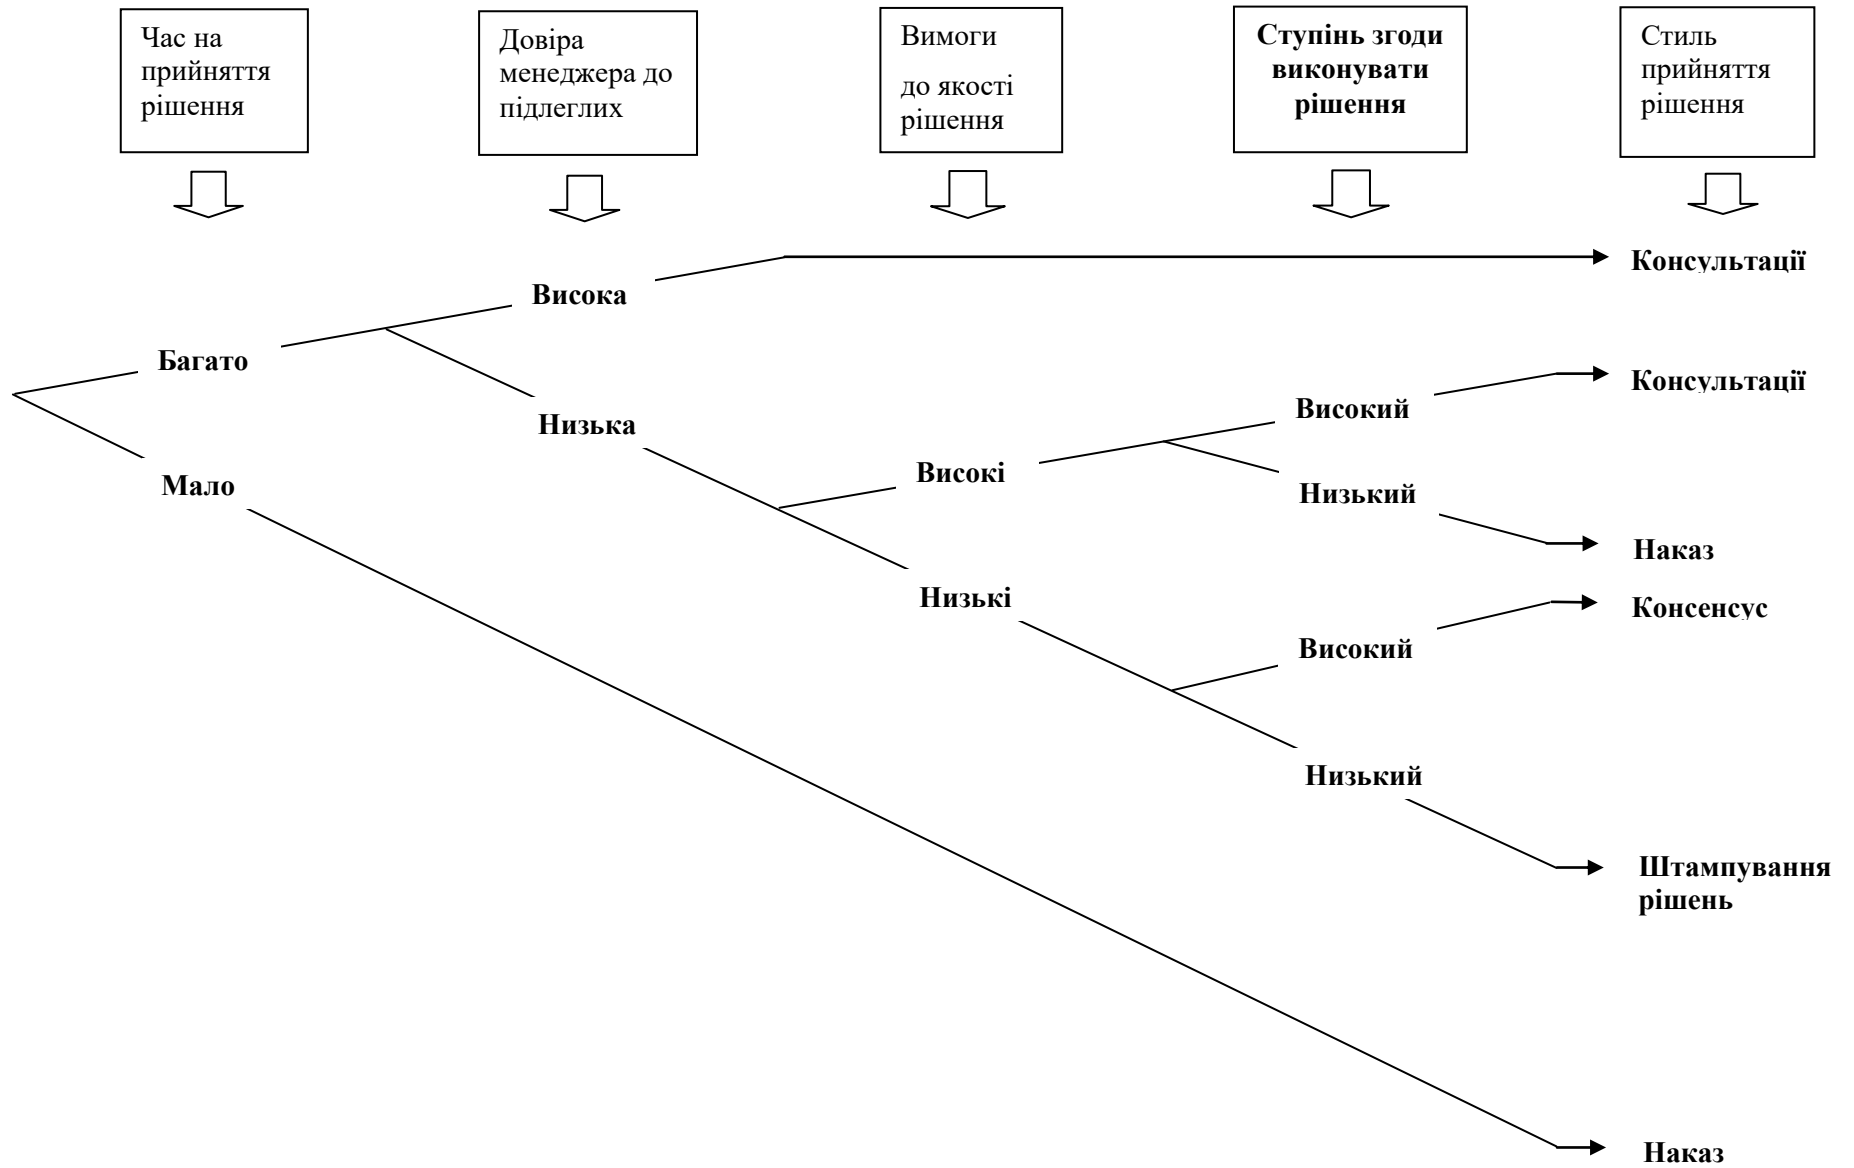 Час на
прийняття
рішення
Довіра
менеджера до
підлеглих
Вимоги
до якості
рішення
Ступінь згоди
виконувати
рішення
Стиль
прийняття
рішення
Консультації
Висока
Багато
Консультації
Високий
Низька
Високі
Мало
Низький
Наказ
Низькі
Консенсус
Високий
Низький
Штампування
рішень
Наказ